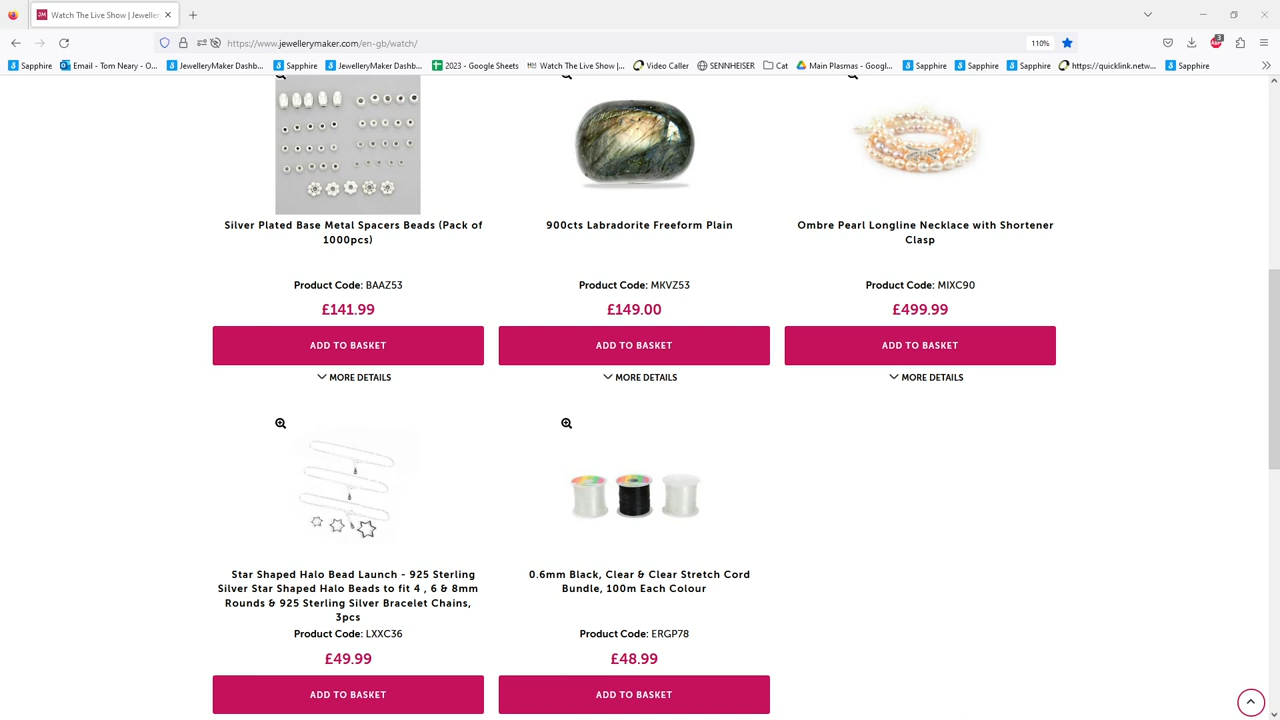 Watch The Live Show | Jeweller
https://www.jewellerymaker.com/en-gb/watch/
110%
3
Sapphire
Email - Tom Neary - O...
JewelleryMaker Dashb...
Sapphire
JewelleryMaker Dashb...
2023 - Google Sheets
Watch The Live Show |...
Video Caller
SENNHEISER
Cat
Main Plasmas - Googl...
Sapphire
Sapphire
Sapphire
https://quicklink.netw...
Sapphire
Silver Plated Base Metal Spacers Beads (Pack of
1000pcs)
Product Code: BAAZ53
£141.99
ADD TO BASKET
MORE DETAILS
900cts Labradorite Freeform Plain
Product Code: MKVZ53
£149.00
ADD TO BASKET
MORE DETAILS
Ombre Pearl Longline Necklace with Shortener
Clasp
Product Code: MIXC90
£499.99
ADD TO BASKET
MORE DETAILS
Star Shaped Halo Bead Launch - 925 Sterling
Silver Star Shaped Halo Beads to fit 4 , 6 & 8mm
Rounds & 925 Sterling Silver Bracelet Chains,
3pcs
Product Code: LXXC36
£49.99
ADD TO BASKET
0.6mm Black, Clear & Clear Stretch Cord
Bundle, 100m Each Colour
Product Code: ERGP78
£48.99
ADD TO BASKET